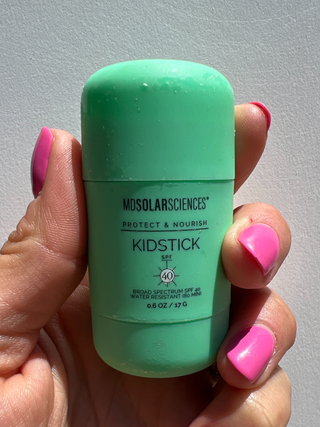 MDSOLARSCIENCES®
PROTECT & NOURISH
KIDSTICK
SPF
40
BROAD SPECTRUM SPF 40
WATER RESISTANT (80 MIN)
0.6 OZ / 17 G